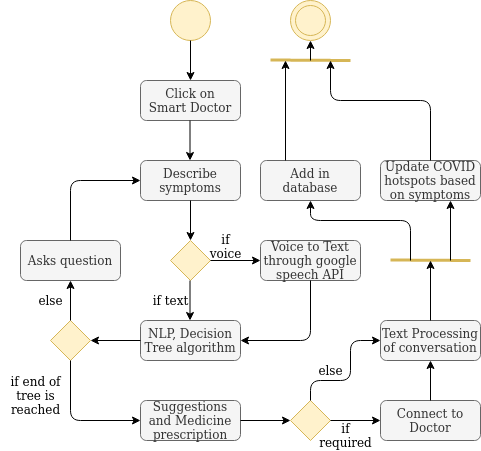 Click on
Smart Doctor
Describe
symptoms
Add in
database
Update COVID
hotspots based
on symptoms
Asks question
if
voice
Voice to Text
through google
speech API
if text
else
NLP, Decision
Tree algorithm
Text Processing
of conversation
else
if end of
tree is
reached
Suggestions
and Medicine
prescription
if
required
Connect to
Doctor